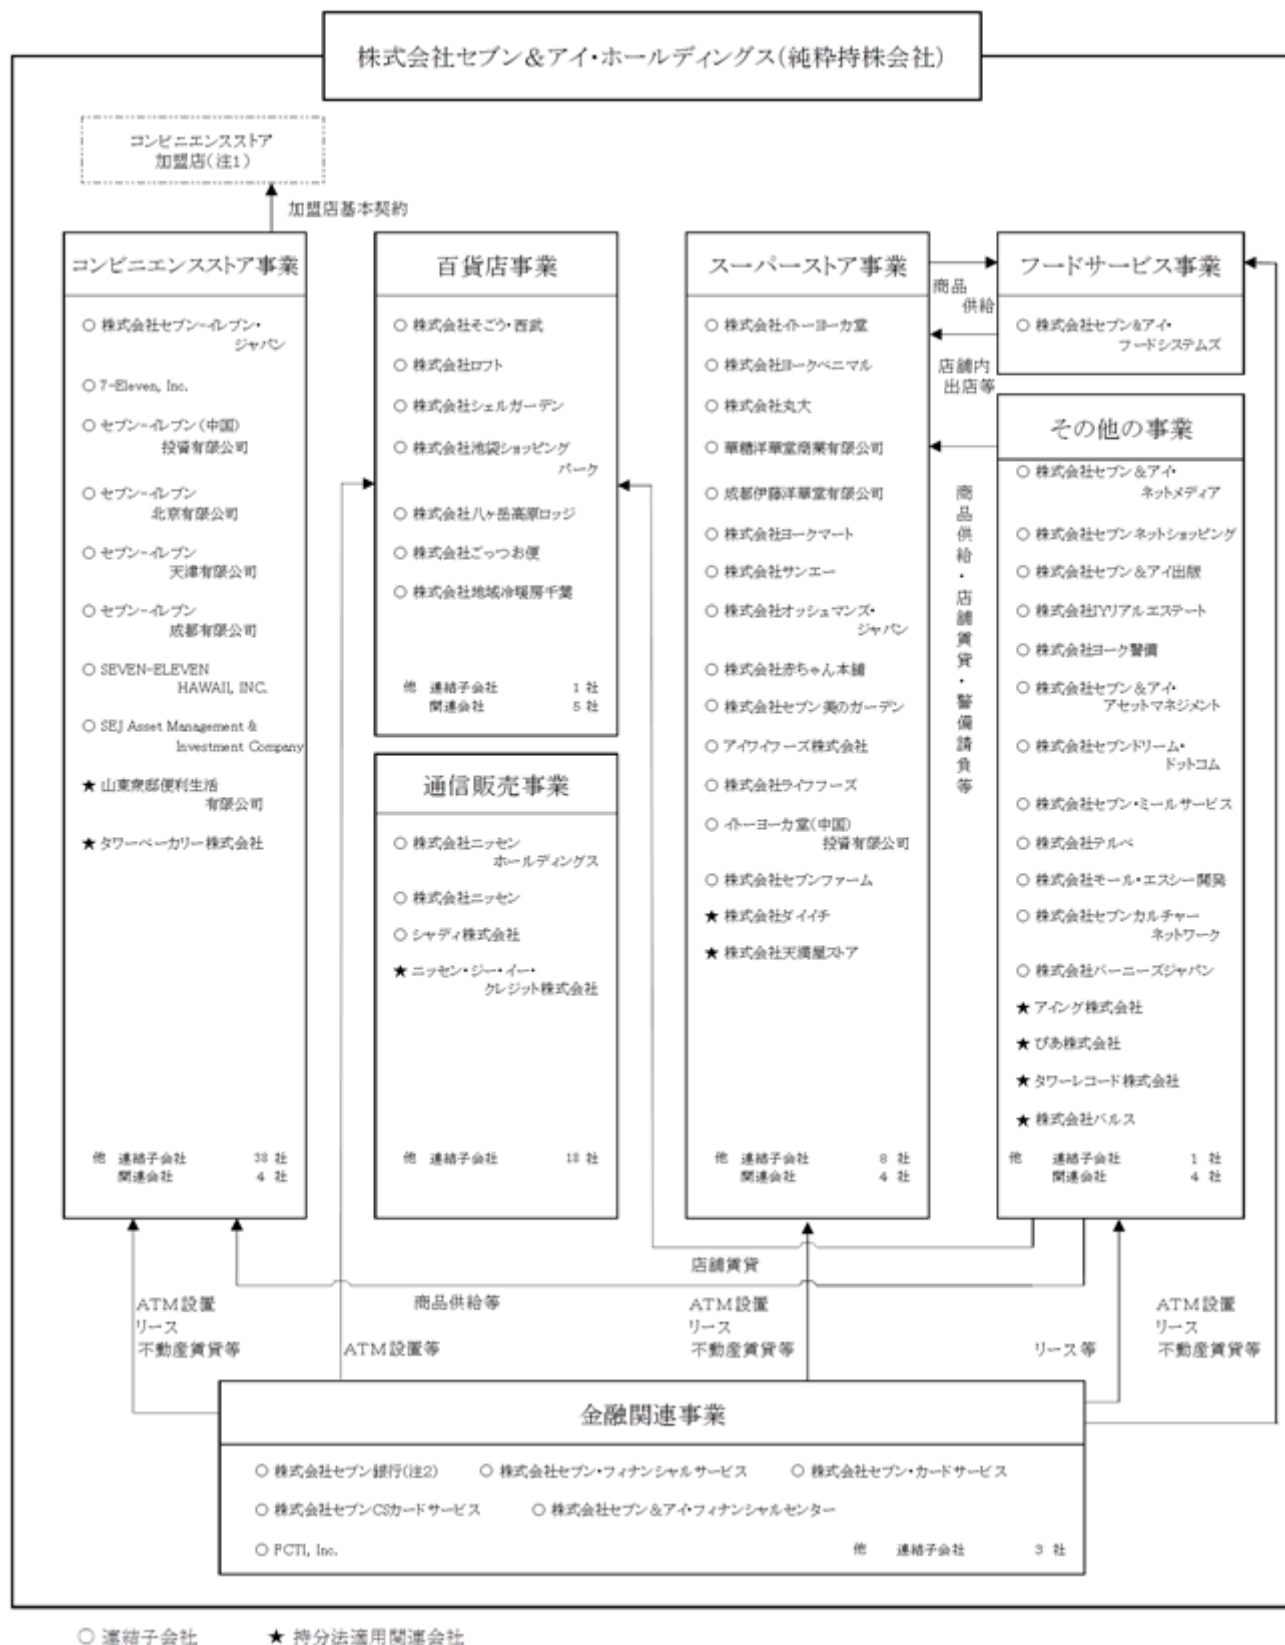 株式会社セブン＆アイ・ホールディングス(純粋持株会社)
コンビニエンスストア
加盟店(注1)
加盟店基本契約
コンビニエンスストア事業
○ 株式会社セブン-イレブン・
ジャパン
○ 7-Eleven, Inc.
○ セブン-イレブン(中国)
投資有限公司
○ セブン-イレブン
北京有限公司
○ セブン-イレブン
天津有限公司
○ セブン-イレブン
成都有限公司
○ SEVEN-ELEVEN
HAWAII, INC.
○ SEJ Asset Management &
Investment Company
★ 山東衆邸便利生活
有限公司
★ タワーベーカリー株式会社
他 連結子会社 38 社
関連会社 4 社
百貨店事業
○ 株式会社そごう・西武
○ 株式会社ロフト
○ 株式会社シェルガーデン
○ 株式会社池袋ショッピング
パーク
○ 株式会社八ヶ岳高原ロッジ
○ 株式会社ごっつお便
○ 株式会社地域冷暖房千葉
他 連結子会社 1 社
関連会社 5 社
通信販売事業
○ 株式会社ニッセン
ホールディングス
○ 株式会社ニッセン
○ シャディ株式会社
★ ニッセン・ジー・イー・
クレジット株式会社
他 連結子会社 18 社
スーパーストア事業
○ 株式会社イトーヨーカ堂
○ 株式会社ヨークベニマル
○ 株式会社丸大
○ 華糖洋華堂商業有限公司
○ 成都伊藤洋華堂有限公司
○ 株式会社ヨークマート
○ 株式会社サンエー
○ 株式会社オッシュマンズ・
ジャパン
○ 株式会社赤ちゃん本舗
○ 株式会社セブン美のガーデン
○ アイワイフーズ株式会社
○ 株式会社ライフフーズ
○ イトーヨーカ堂(中国)
投資有限公司
○ 株式会社セブンファーム
★ 株式会社ダイイチ
★ 株式会社天満屋ストア
他 連結子会社 8 社
関連会社 4 社
商品
供給
店舗内
出店等
商品供給・店舗賃貸・警備請負等
フードサービス事業
○ 株式会社セブン&アイ・
フードシステムズ
その他の事業
○ 株式会社セブン＆アイ・
ネットメディア
○ 株式会社セブンネットショッピング
○ 株式会社セブン＆アイ出版
○ 株式会社IYリアルエステート
○ 株式会社ヨーク警備
○ 株式会社セブン＆アイ・
アセットマネジメント
○ 株式会社セブンドリーム・
ドットコム
○ 株式会社セブン・ミールサービス
○ 株式会社テルベ
○ 株式会社モール・エスシー開発
○ 株式会社セブンカルチャー
ネットワーク
○ 株式会社バーニーズジャパン
★ アイング株式会社
★ ぴあ株式会社
★ タワーレコード株式会社
★ 株式会社バルス
他 連結子会社 1 社
関連会社 4 社
店舗賃貸
商品供給等
ATM設置
リース
不動産賃貸等
ATM設置等
ATM設置
リース
不動産賃貸等
リース等
ATM設置
リース
不動産賃貸等
金融関連事業
○ 株式会社セブン銀行(注2) ○ 株式会社セブン・フィナンシャルサービス ○ 株式会社セブン・カードサービス
○ 株式会社セブンCSカードサービス ○ 株式会社セブン＆アイ・フィナンシャルセンター
○ FCTI, Inc. 他 連結子会社 3 社
○ 連結子会社 ★ 持分法適用関連会社